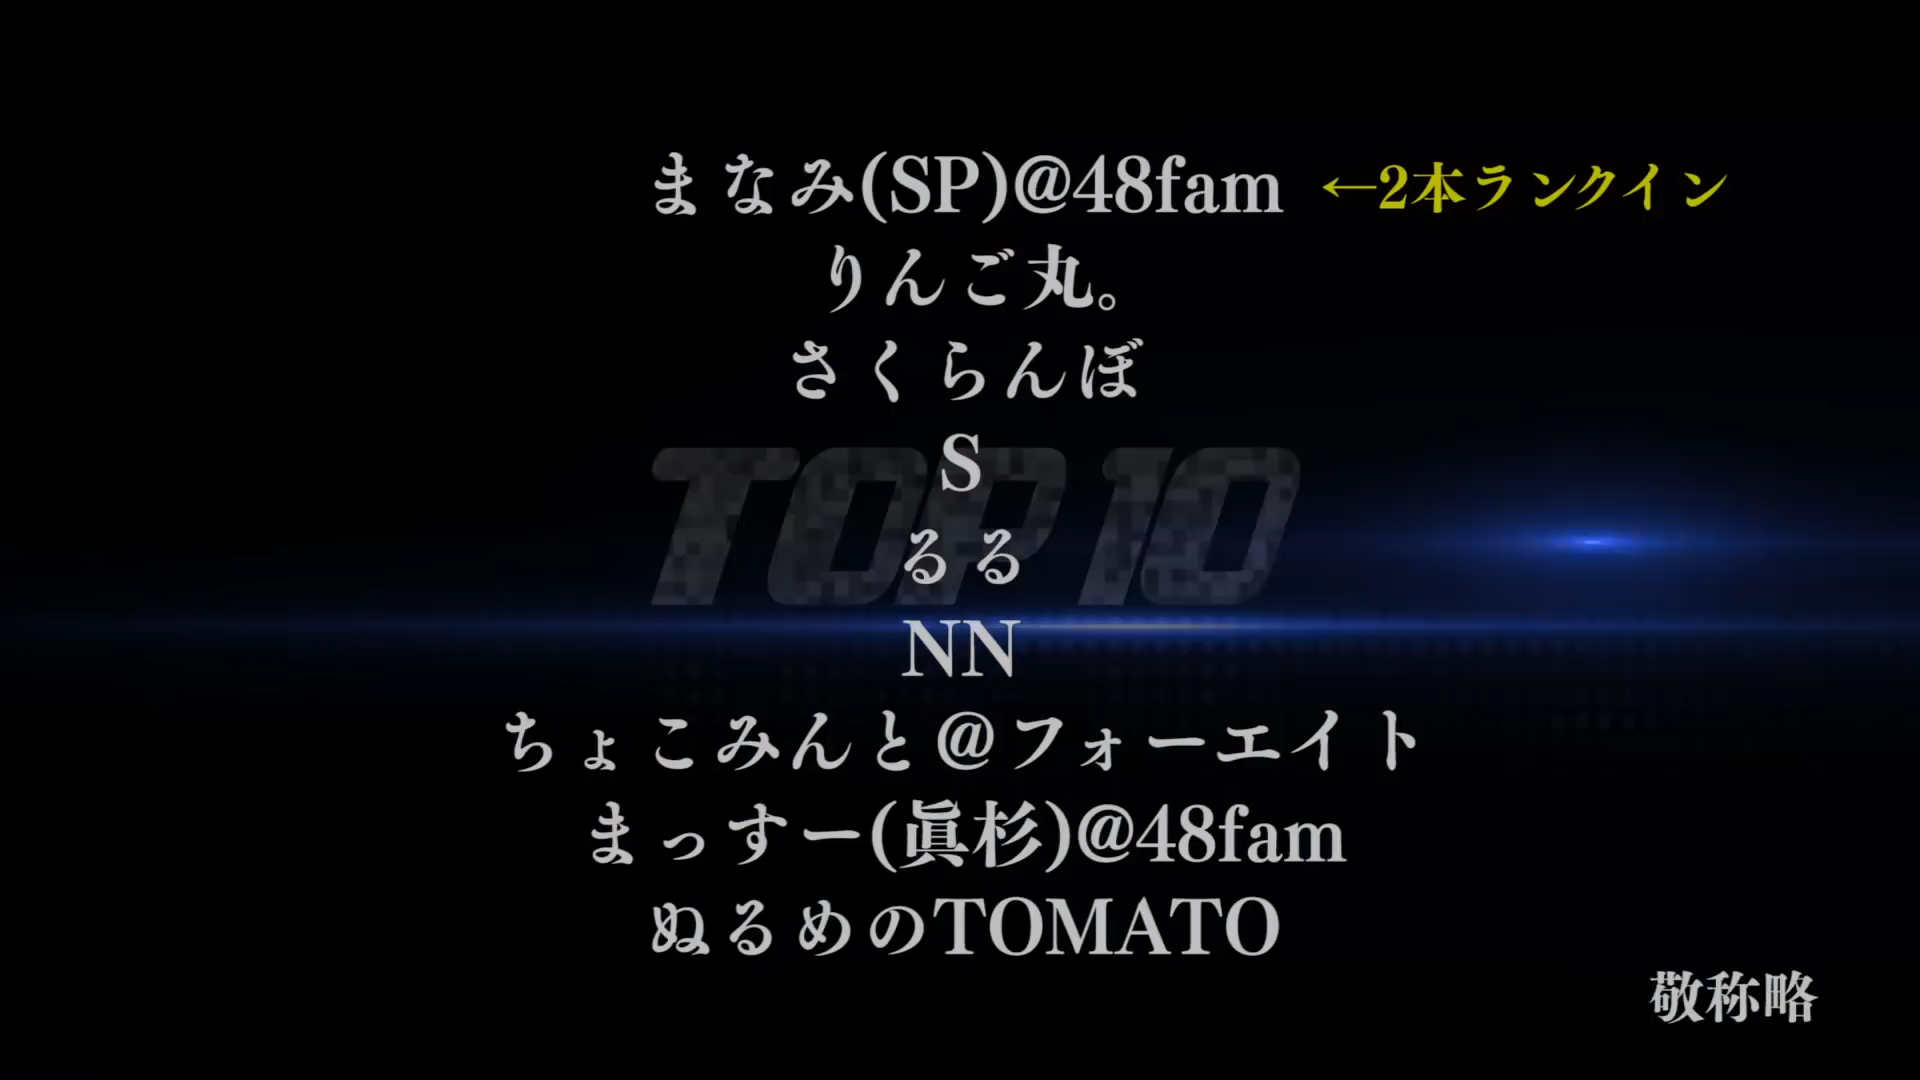 まなみ(SP)@48fam ←2本ランクイン
りんご丸。
さくらんぼ
S
TOP 10
るる
NN
ちょこみんと@フォーエイト
まっすー(眞杉)@48fam
ぬるめのTOMATO
敬称略